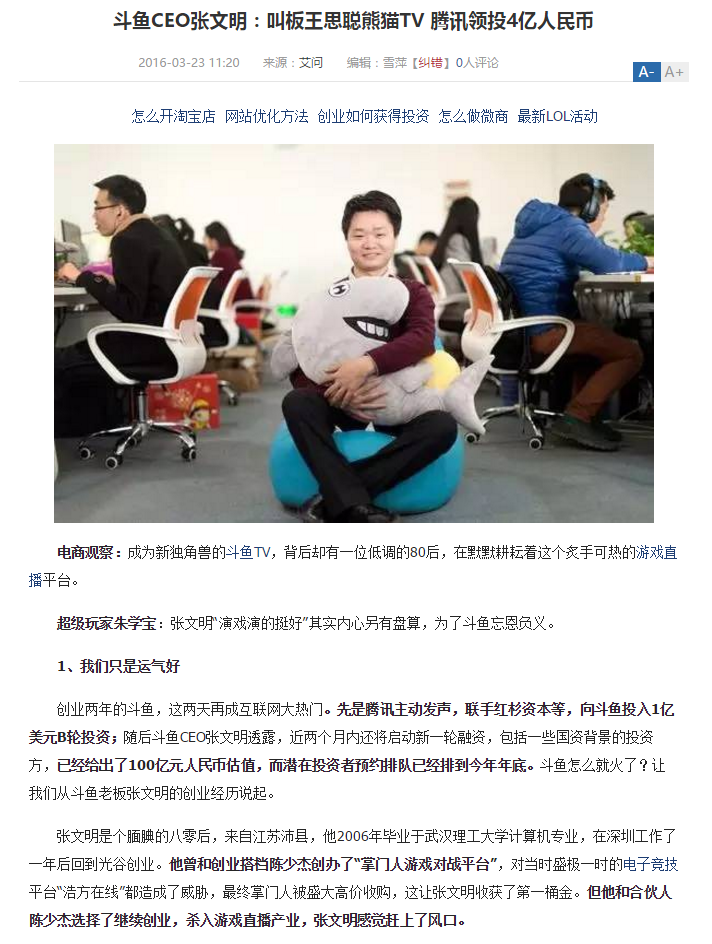 斗鱼CEO张文明：叫板王思聪熊猫TV 腾讯领投4亿人民币
2016-03-23 11:20 来源：艾问 编辑：雪萍【纠错】 0人评论
A- A+
怎么开淘宝店 网站优化方法 创业如何获得投资 怎么做微商 最新LOL活动
电商观察：成为新独角兽的斗鱼TV，背后却有一位低调的80后，在默默耕耘着这个炙手可热的游戏直
播平台。
超级玩家朱学宝：张文明“演戏演的挺好”其实内心另有盘算，为了斗鱼忘恩负义。
1、我们只是运气好
创业两年的斗鱼，这两天再成互联网大热门。先是腾讯主动发声，联手红杉资本等，向斗鱼投入1亿
美元B轮投资；随后斗鱼CEO张文明透露，近两个月内还将启动新一轮融资，包括一些国资背景的投资
方，已经给出了100亿元人民币估值，而潜在投资者预约排队已经排到今年年底。斗鱼怎么就火了？让
我们从斗鱼老板张文明的创业经历说起。
张文明是个腼腆的八零后，来自江苏沛县，他2006年毕业于武汉理工大学计算机专业，在深圳工作了
一年后回到光谷创业。他曾和创业搭档陈少杰创办了“掌门人游戏对战平台”，对当时盛极一时的电子竞技
平台“浩方在线”都造成了威胁，最终掌门人被盛大高价收购，这让张文明收获了第一桶金。但他和合伙人
陈少杰选择了继续创业，杀入游戏直播产业，张文明感觉赶上了风口。